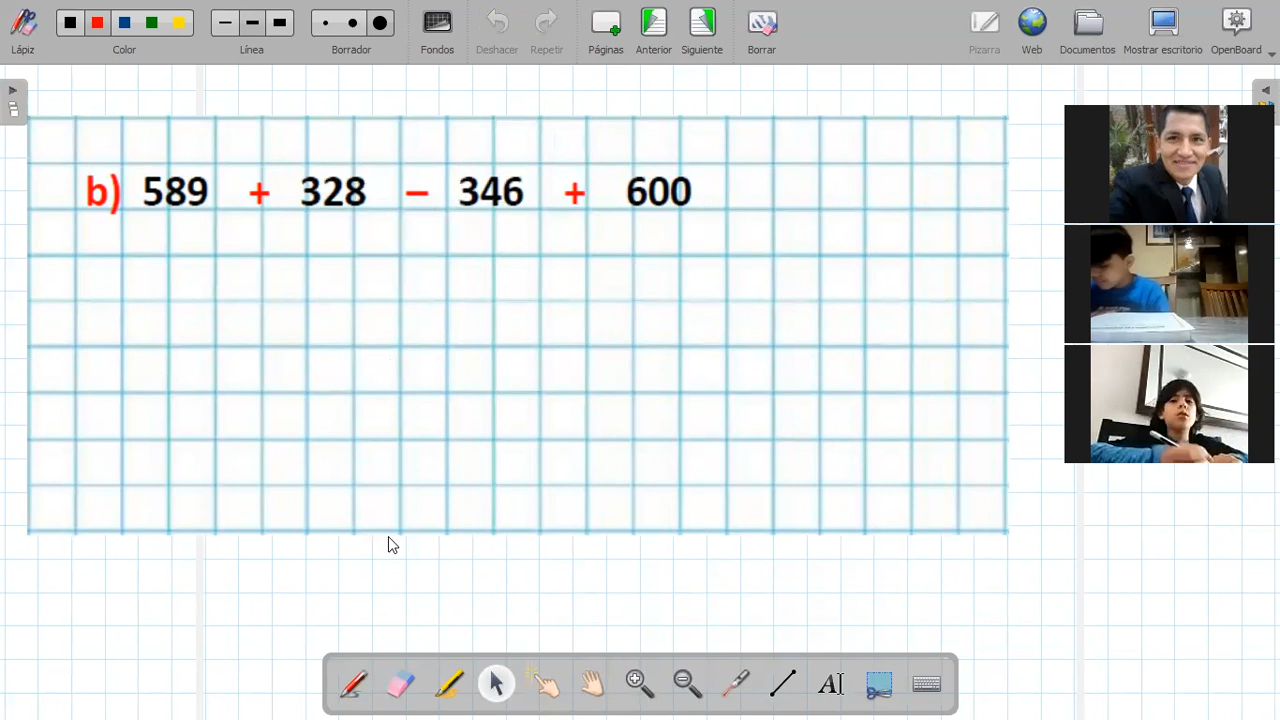 Lápiz Color Línea Borrador Fondos Deshacer Repetir Páginas Anterior Siguiente Borrar Pizarra Web Documentos Mostrar escritorio OpenBoard
b) 589 + 328 − 346 + 600